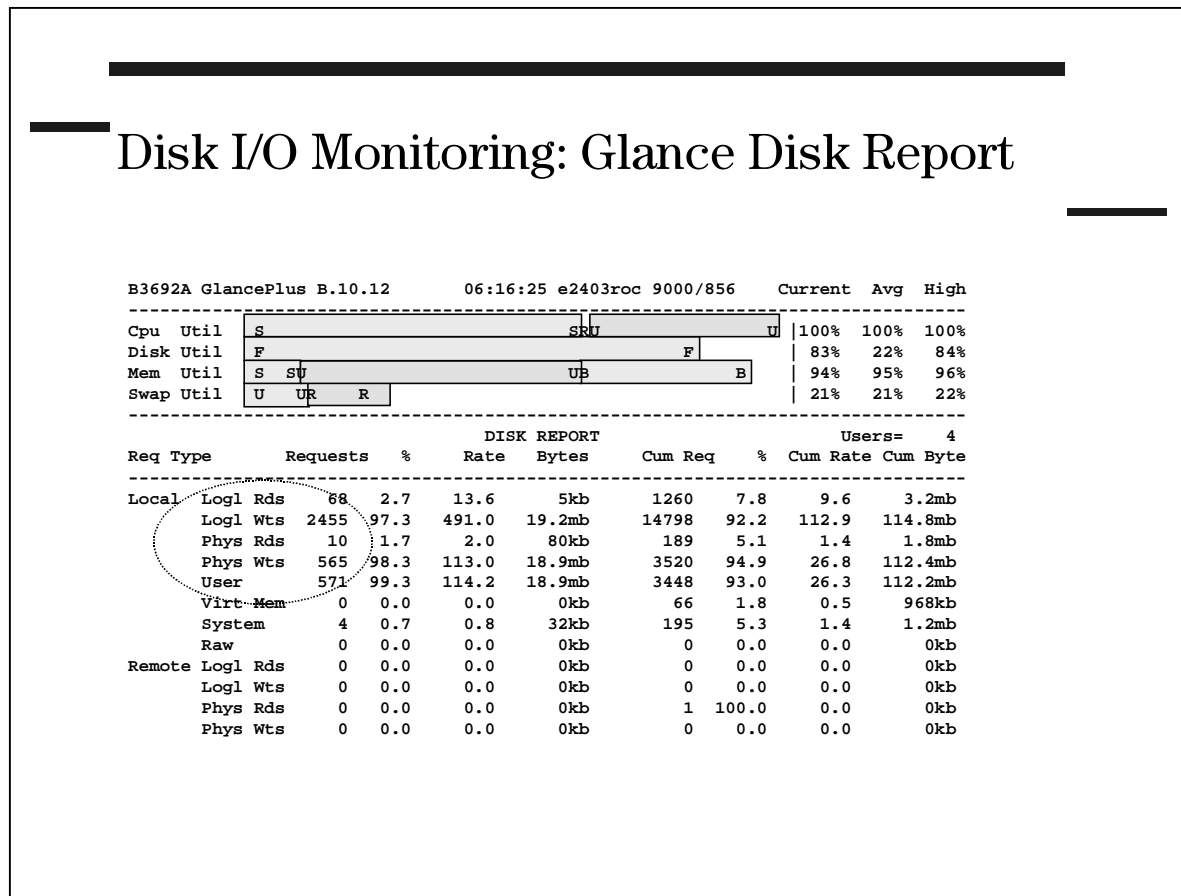 Disk I/O Monitoring: Glance Disk Report
B3692A GlancePlus B.10.12 06:16:25 e2403roc 9000/856 Current Avg High
--------------------------------------------------------------------------------
Cpu Util S SRU U |100% 100% 100%
Disk Util F F | 83% 22% 84%
Mem Util S SU UB B | 94% 95% 96%
Swap Util U UR R | 21% 21% 22%
--------------------------------------------------------------------------------
DISK REPORT Users= 4
Req Type Requests % Rate Bytes Cum Req % Cum Rate Cum Byte
--------------------------------------------------------------------------------
Local Logl Rds 68 2.7 13.6 5kb 1260 7.8 9.6 3.2mb
Logl Wts 2455 97.3 491.0 19.2mb 14798 92.2 112.9 114.8mb
Phys Rds 10 1.7 2.0 80kb 189 5.1 1.4 1.8mb
Phys Wts 565 98.3 113.0 18.9mb 3520 94.9 26.8 112.4mb
User 571 99.3 114.2 18.9mb 3448 93.0 26.3 112.2mb
Virt Mem 0 0.0 0.0 0kb 66 1.8 0.5 968kb
System 4 0.7 0.8 32kb 195 5.3 1.4 1.2mb
Raw 0 0.0 0.0 0kb 0 0.0 0.0 0kb
Remote Logl Rds 0 0.0 0.0 0kb 0 0.0 0.0 0kb
Logl Wts 0 0.0 0.0 0kb 0 0.0 0.0 0kb
Phys Rds 0 0.0 0.0 0kb 1 100.0 0.0 0kb
Phys Wts 0 0.0 0.0 0kb 0 0.0 0.0 0kb